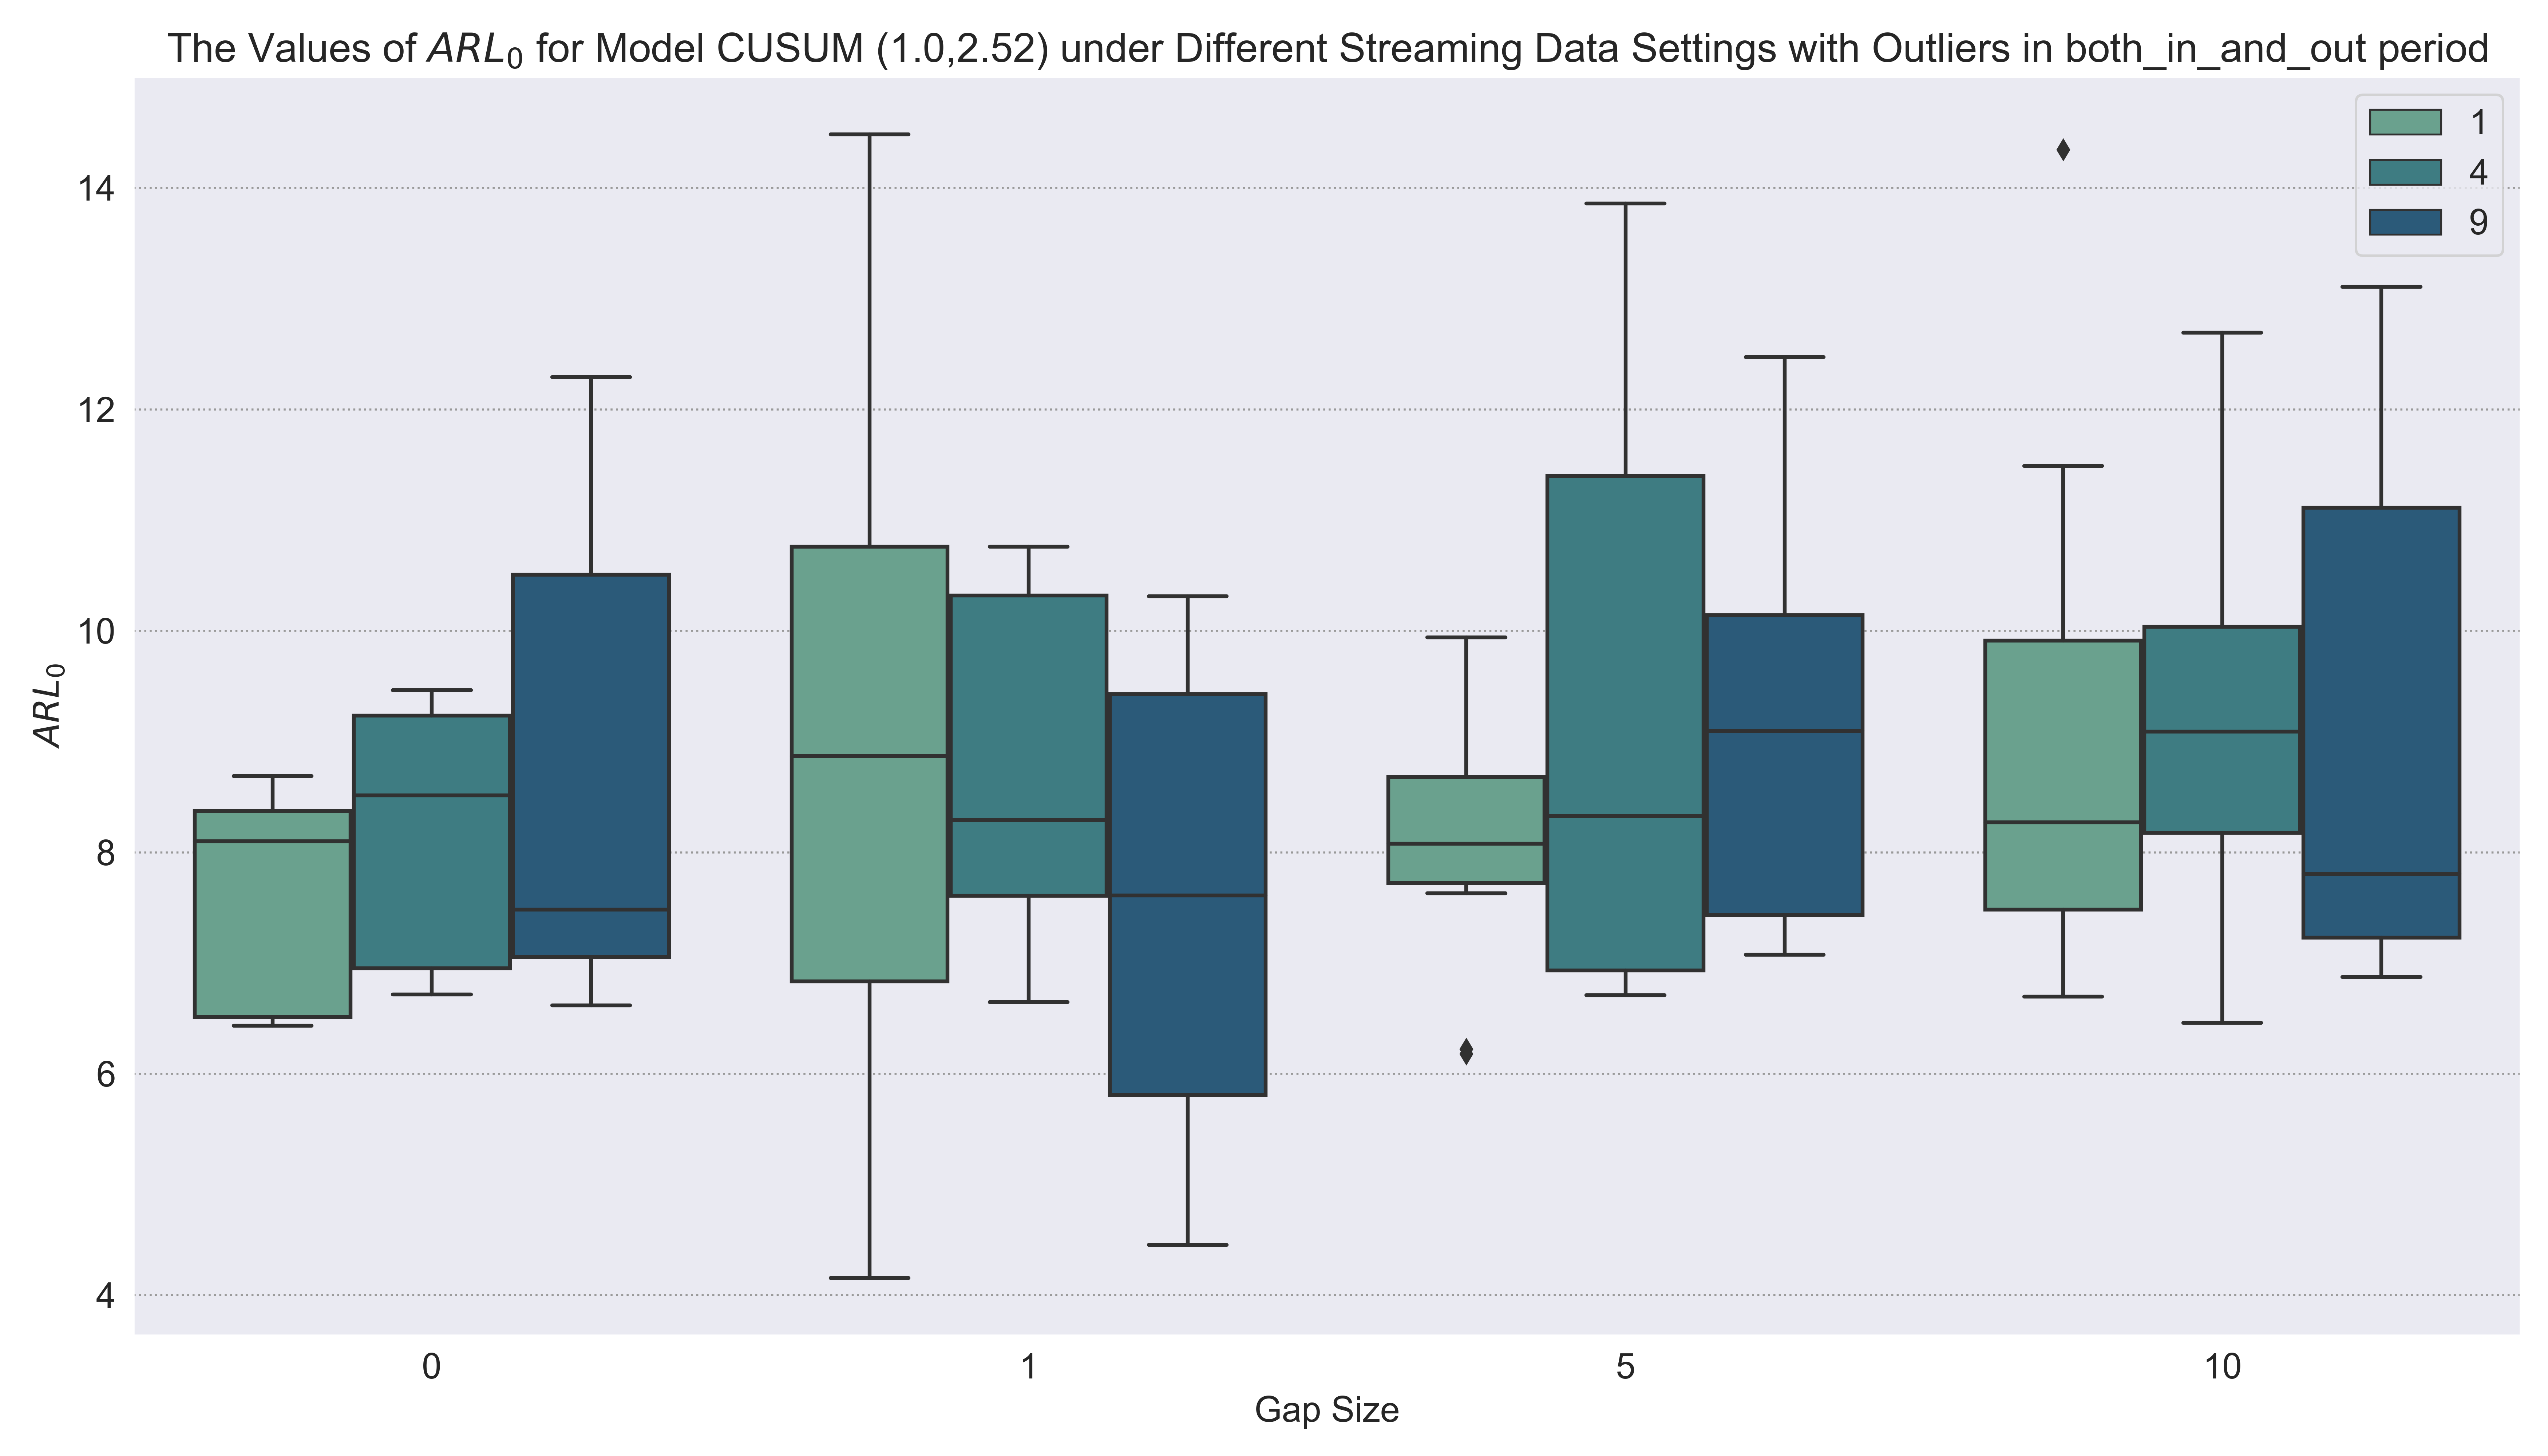 The Values of ARL₀ for Model CUSUM (1.0,2.52) under Different Streaming Data Settings with Outliers in both_in_and_out period
1
4
9
14
12
10
8
6
4
ARL₀
0 1 5 10
Gap Size